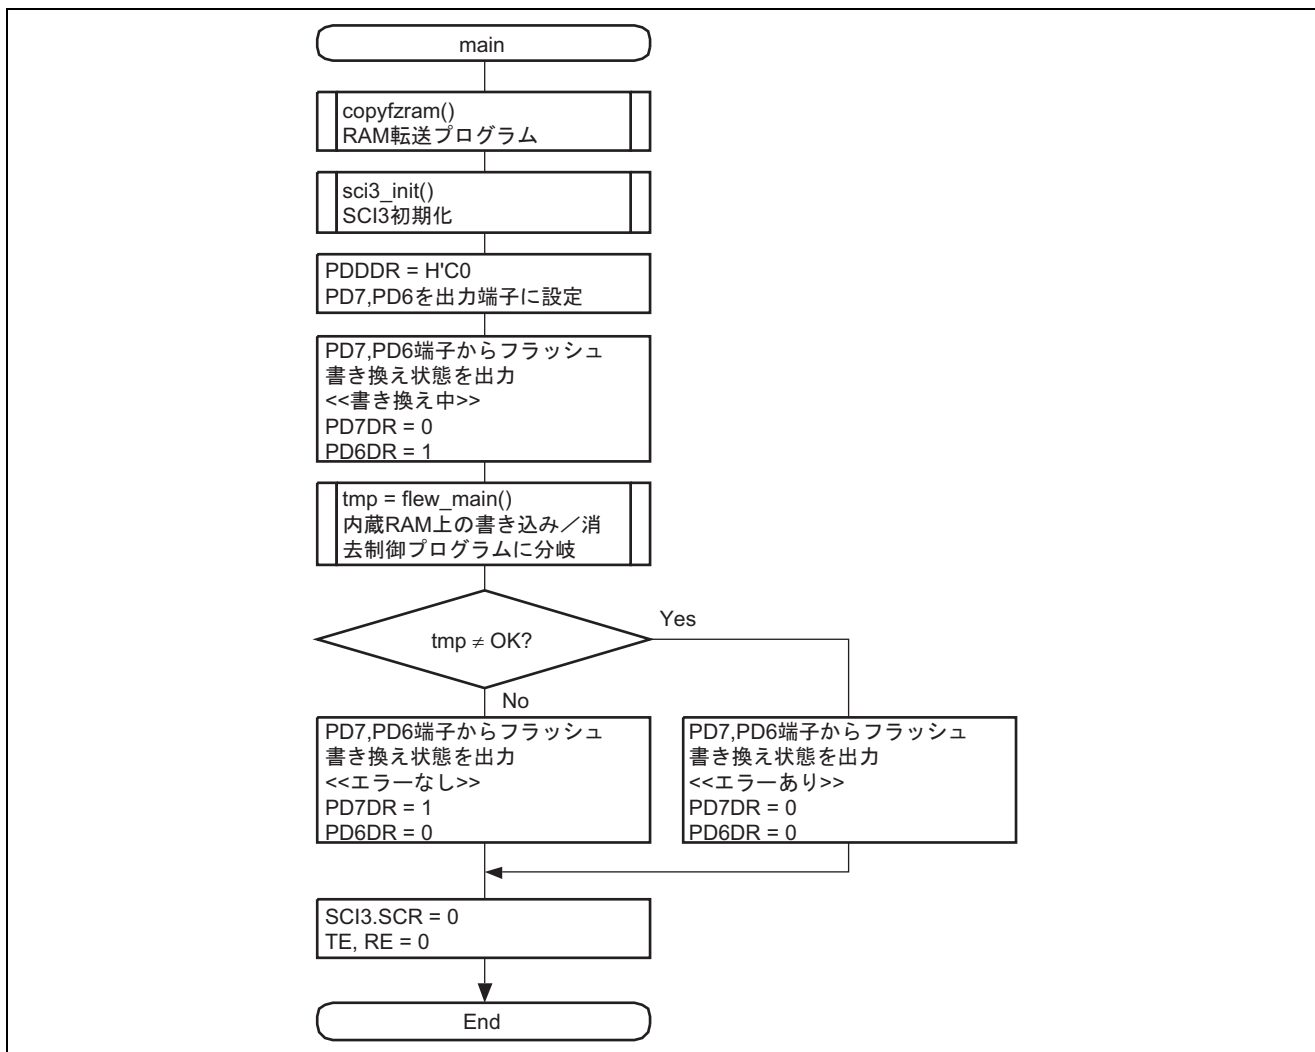 main
copyfzram()
RAM転送プログラム
sci3_init()
SCI3初期化
PDDDR = H'C0
PD7,PD6を出力端子に設定
PD7,PD6端子からフラッシュ
書き換え状態を出力
<<書き換え中>>
PD7DR = 0
PD6DR = 1
tmp = flew_main()
内蔵RAM上の書き込み／消
去制御プログラムに分岐
tmp ≠ OK?
Yes
No
PD7,PD6端子からフラッシュ
書き換え状態を出力
<<エラーなし>>
PD7DR = 1
PD6DR = 0
PD7,PD6端子からフラッシュ
書き換え状態を出力
<<エラーあり>>
PD7DR = 0
PD6DR = 0
SCI3.SCR = 0
TE, RE = 0
End